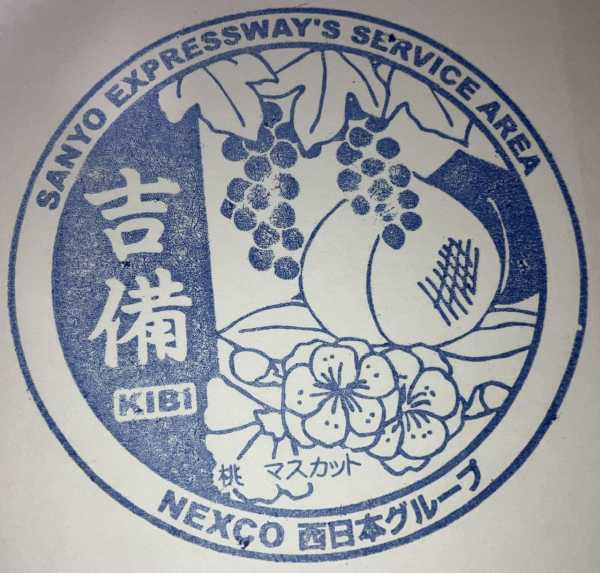 SANYO EXPRESSWAY'S SERVICE AREA
吉備
KIBI
桃 マスカット
NEXCO 西日本グループ